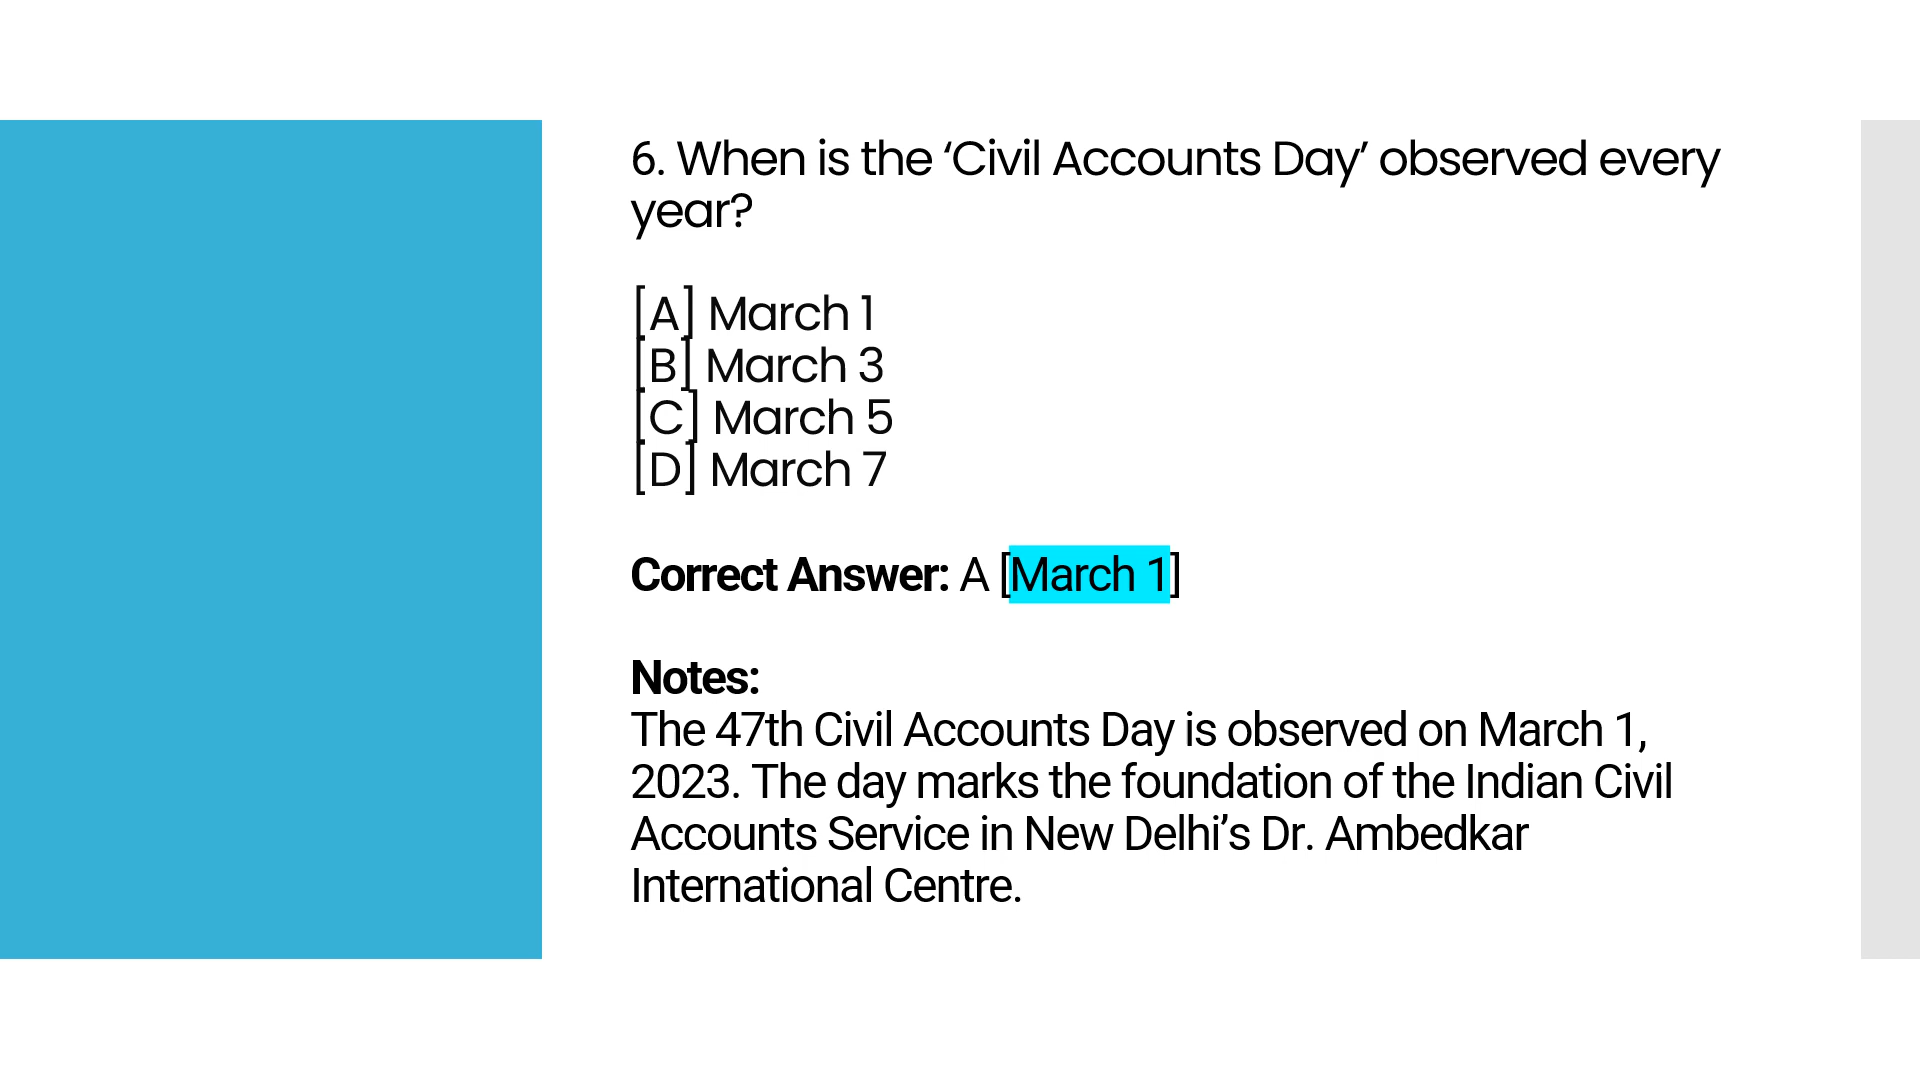 6. When is the ‘Civil Accounts Day’ observed every
year?
[A] March 1
[B] March 3
[C] March 5
[D] March 7
Correct Answer: A [March 1]
Notes:
The 47th Civil Accounts Day is observed on March 1,
2023. The day marks the foundation of the Indian Civil
Accounts Service in New Delhi’s Dr. Ambedkar
International Centre.